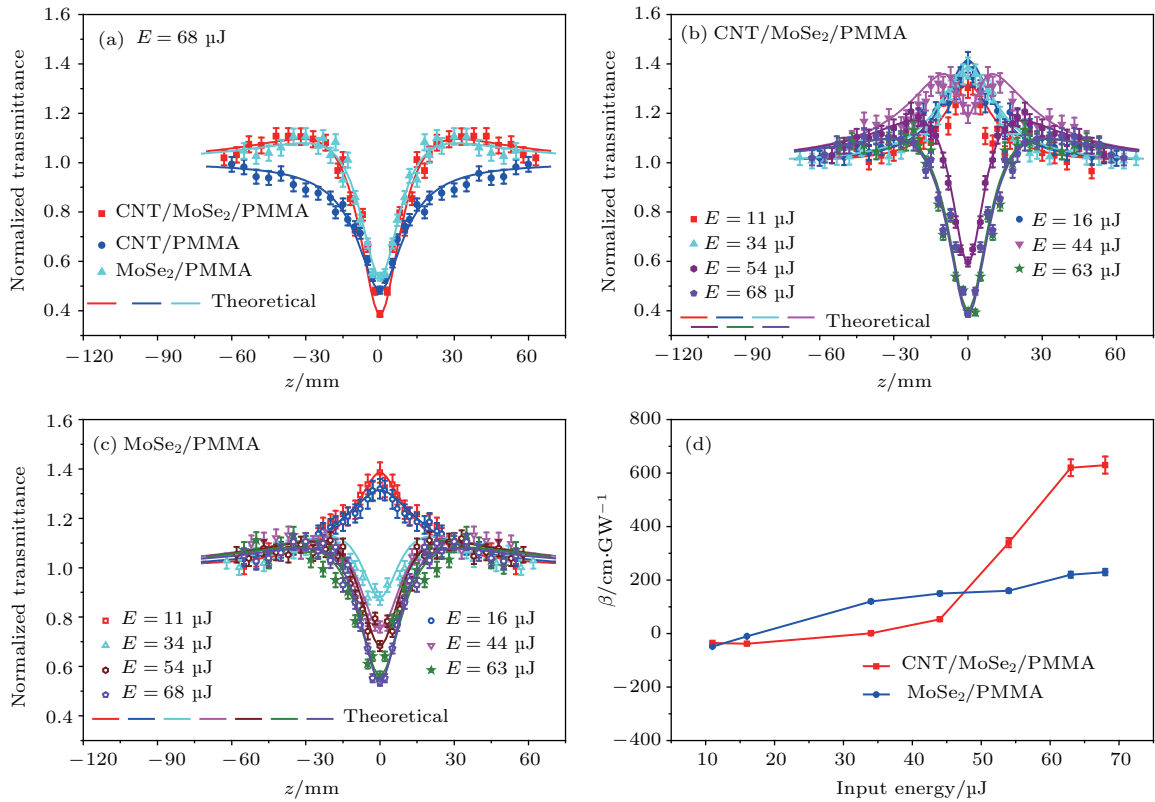 (a) E = 68 µJ
Normalized transmittance
1.6
1.4
1.2
1.0
0.8
0.6
0.4
CNT/MoSe₂/PMMA
CNT/PMMA
MoSe₂/PMMA
Theoretical
−120 −90 −60 −30 0 30 60
z/mm
(b) CNT/MoSe₂/PMMA
Normalized transmittance
1.6
1.4
1.2
1.0
0.8
0.6
0.4
E = 11 µJ E = 16 µJ
E = 34 µJ E = 44 µJ
E = 54 µJ E = 63 µJ
E = 68 µJ
Theoretical
−120 −90 −60 −30 0 30 60
z/mm
(c) MoSe₂/PMMA
Normalized transmittance
1.6
1.4
1.2
1.0
0.8
0.6
0.4
E = 11 µJ E = 16 µJ
E = 34 µJ E = 44 µJ
E = 54 µJ E = 63 µJ
E = 68 µJ
Theoretical
−120 −90 −60 −30 0 30 60
z/mm
(d)
β/cm·GW⁻¹
800
600
400
200
0
−200
−400
CNT/MoSe₂/PMMA
MoSe₂/PMMA
10 20 30 40 50 60 70
Input energy/µJ